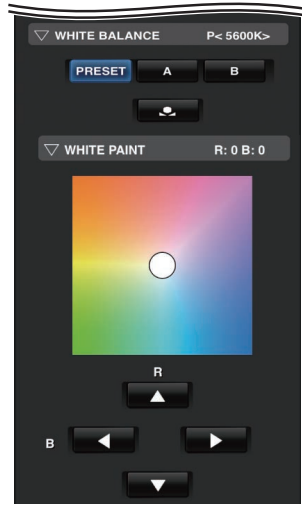 ▽ WHITE BALANCE P< 5600K>
PRESET A B
▽ WHITE PAINT R: 0 B: 0
R
B